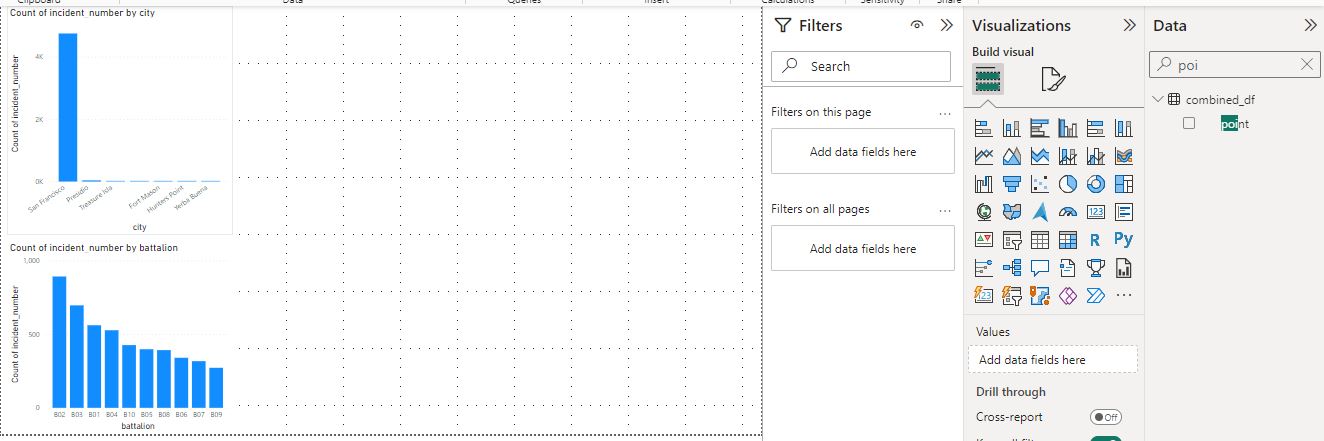 Clipboard
Data
Queries
Insert
Calculations
Sensitivity
Share
Count of incident_number by city
Count of incident_number
4K
2K
0K
San Francisco
Presidio
Treasure Isla
Fort Mason
Hunters Point
Yerba Buena
city
Count of incident_number by battalion
Count of incident_number
1,000
500
0
B02 B03 B01 B04 B10 B05 B08 B06 B07 B09
battalion
Filters
Search
Filters on this page
...
Add data fields here
Filters on all pages
...
Add data fields here
Visualizations
Build visual
123
R
Py
123
...
Values
Add data fields here
Drill through
Cross-report
Off
Data
poi
combined_df
point